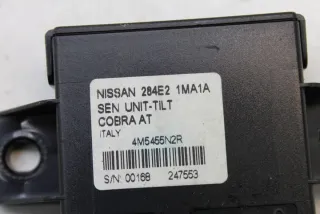 NISSAN 284E2 1MA1A
SEN UNIT-TILT
COBRA AT
ITALY
4M5455N2R
S/N: 00168 247553